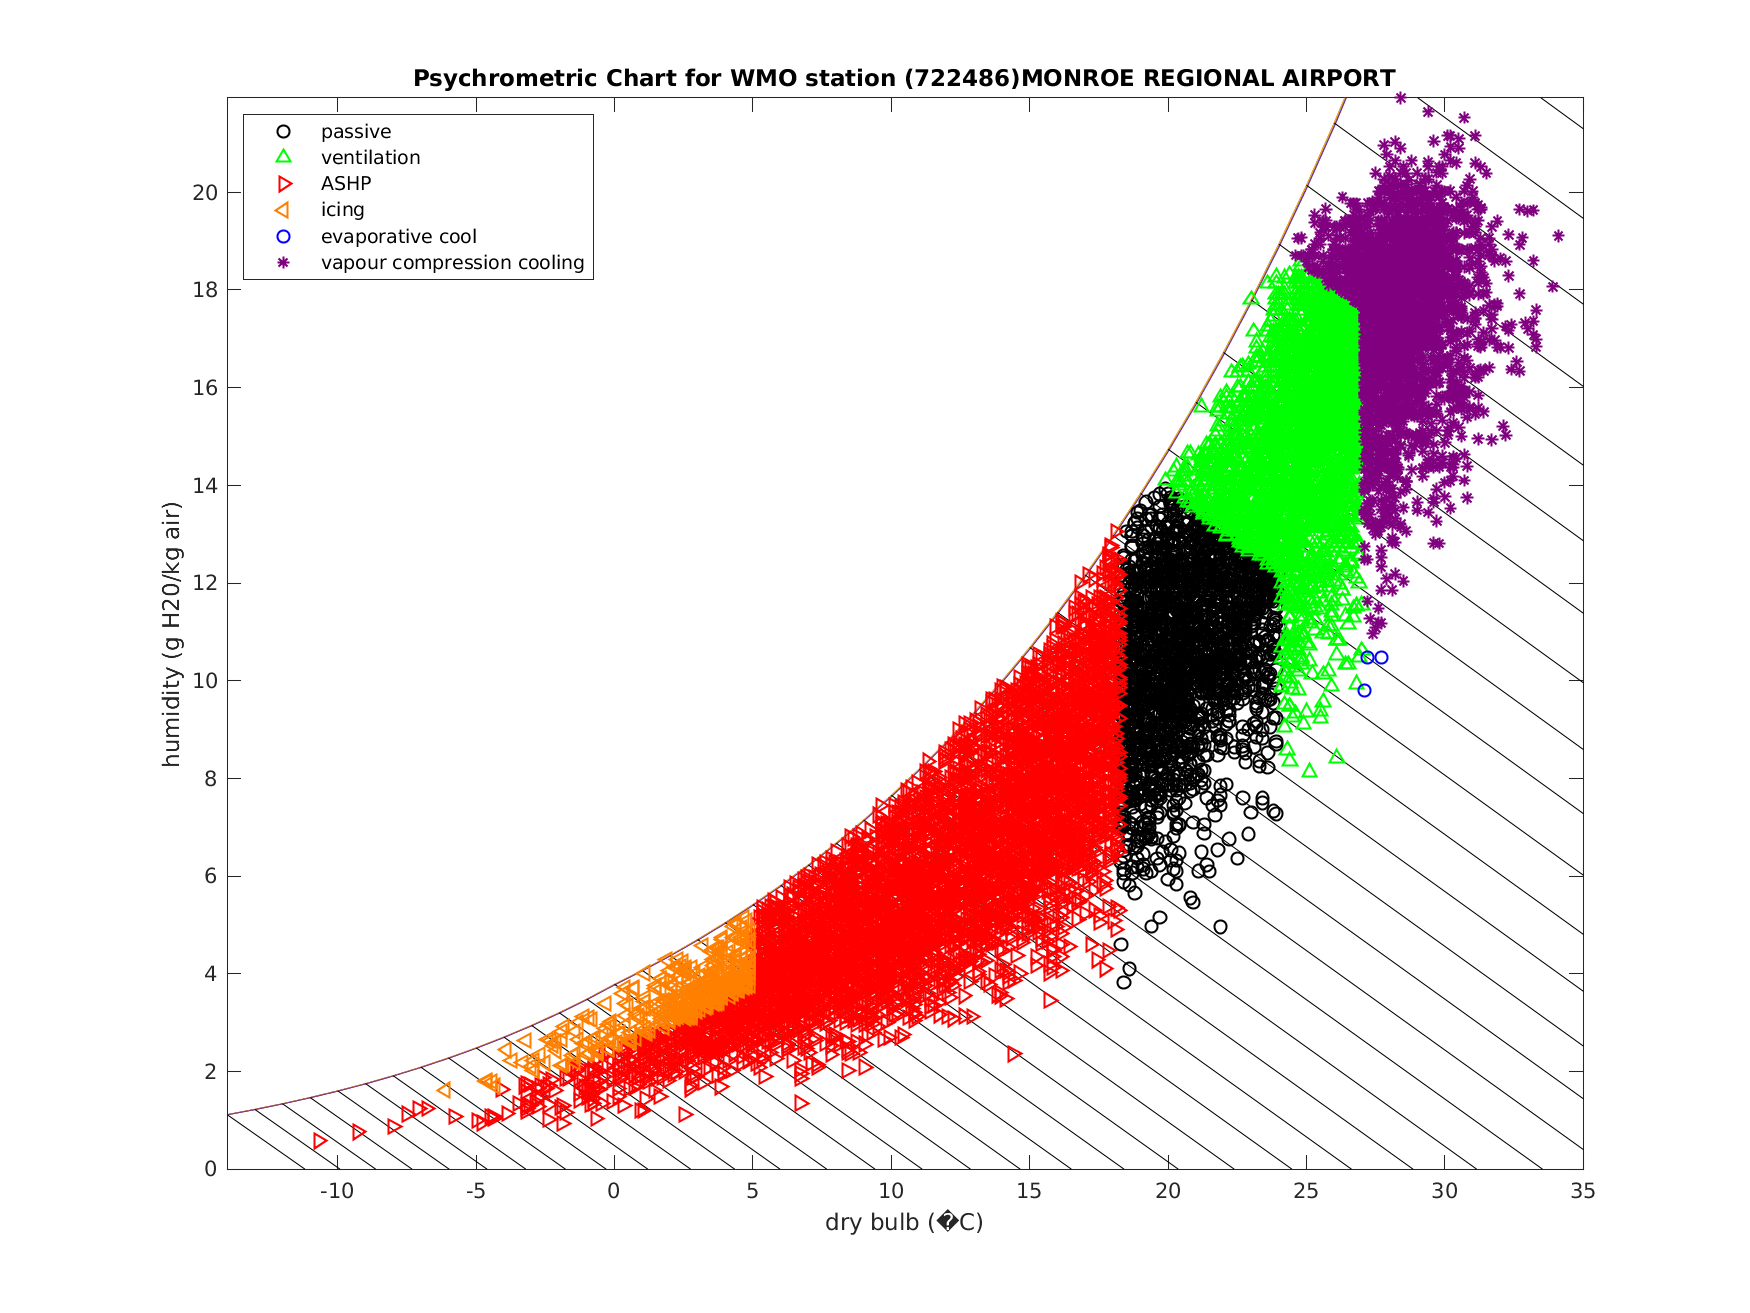 Psychrometric Chart for WMO station (722486)MONROE REGIONAL AIRPORT
passive
ventilation
ASHP
icing
evaporative cool
vapour compression cooling
humidity (g H20/kg air)
20
18
16
14
12
10
8
6
4
2
0
-10 -5 0 5 10 15 20 25 30 35
dry bulb (�C)